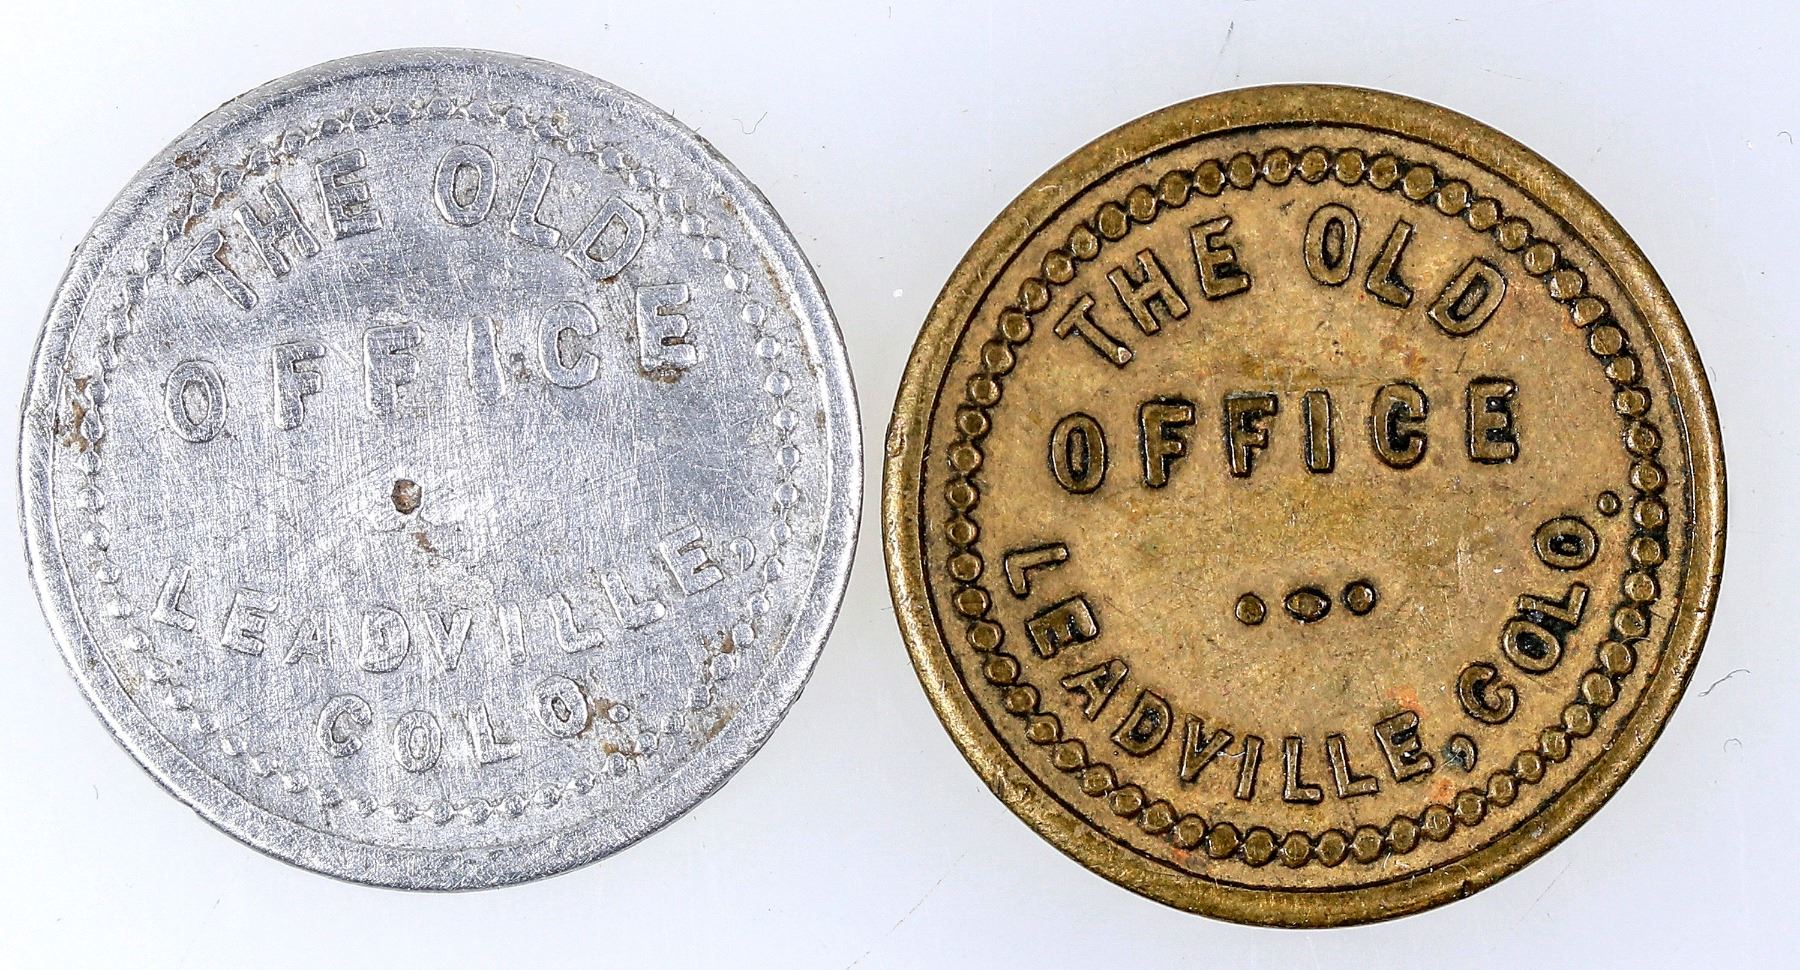 THE OLD
OFFICE
LEADVILLE,
COLO.
THE OLD
OFFICE
LEADVILLE, COLO.